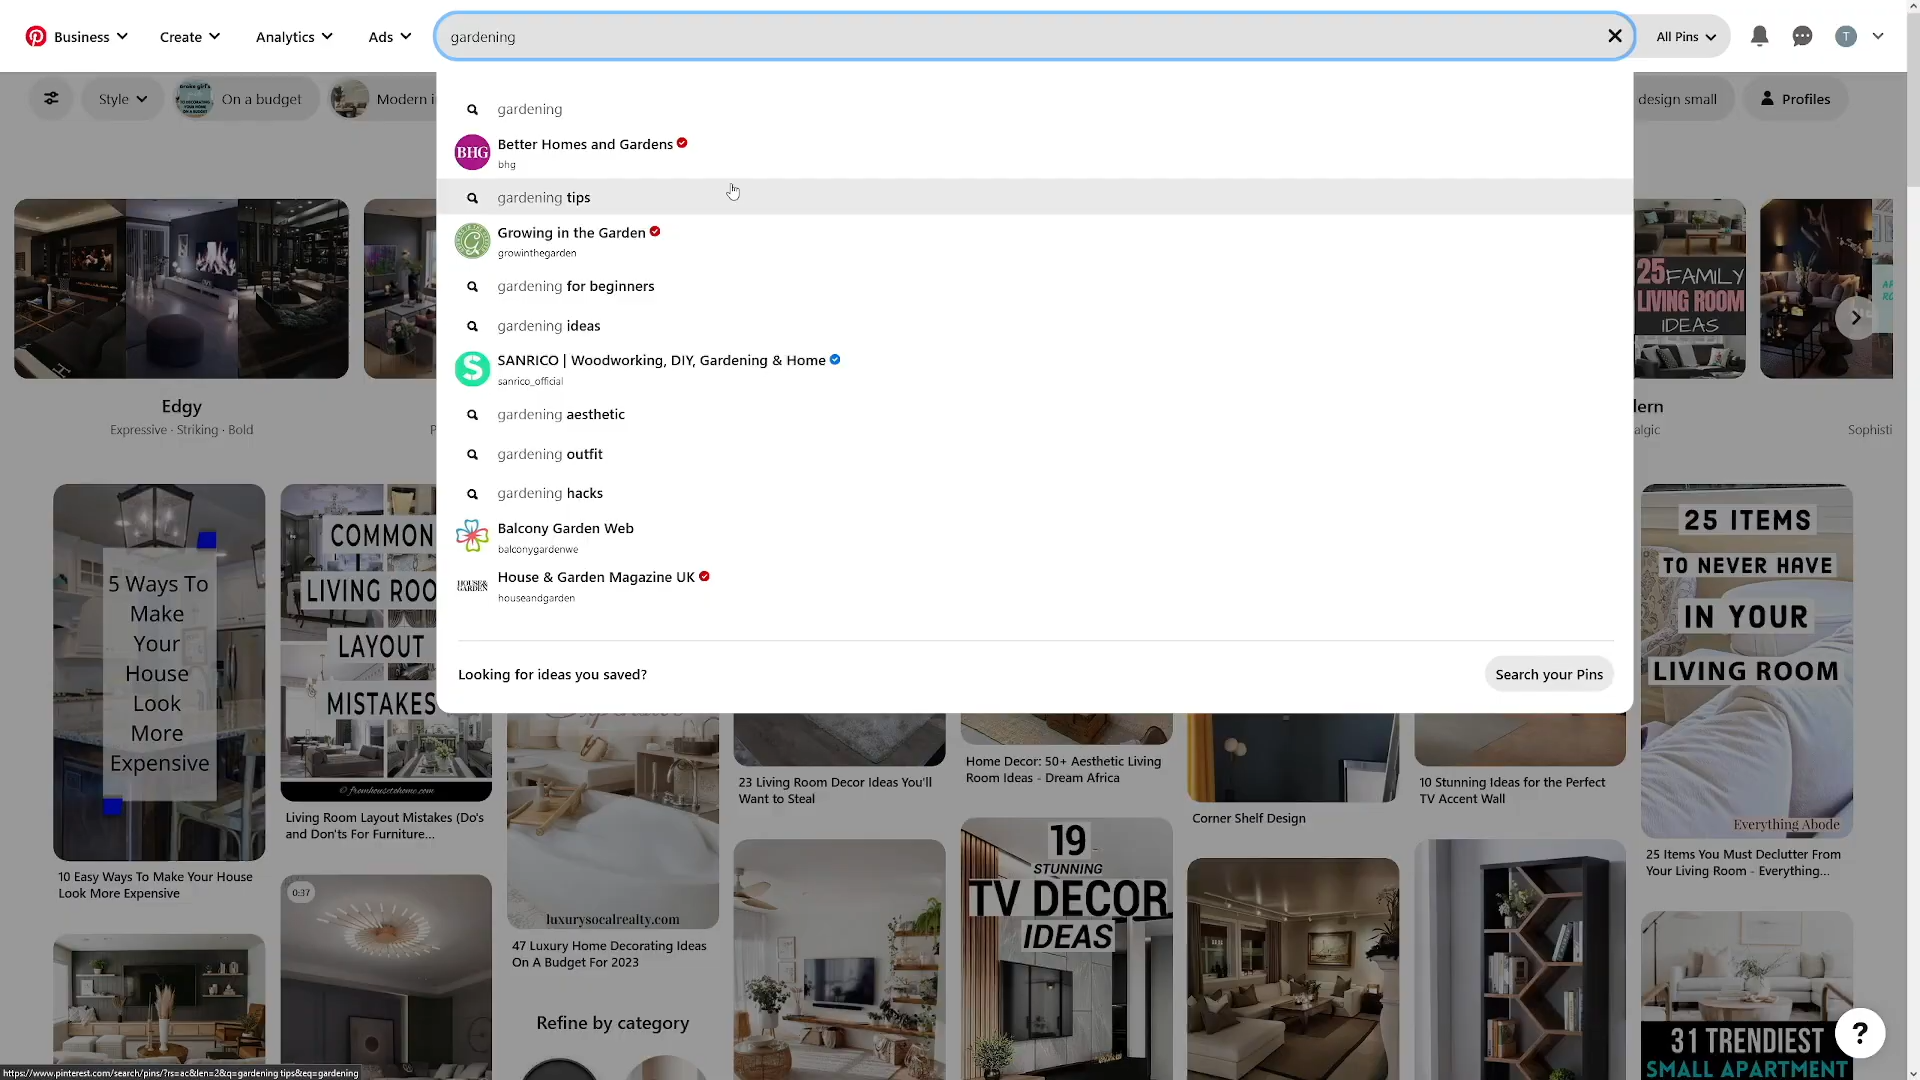 Business
Create
Analytics
Ads
gardening
All Pins
T
Style
On a budget
Modern i
design small
Profiles
gardening
BHG
Better Homes and Gardens
bhg
gardening tips
Growing in the Garden
growinthegarden
gardening for beginners
gardening ideas
SANRICO | Woodworking, DIY, Gardening & Home
sanrico_official
gardening aesthetic
gardening outfit
gardening hacks
Balcony Garden Web
balconygardenwe
HOUSE &
GARDEN
House & Garden Magazine UK
houseandgarden
Looking for ideas you saved?
Search your Pins
Edgy
Expressive · Striking · Bold
P
25 FAMILY
LIVING ROOM
IDEAS
lern
algic
Sophisti
5 Ways To
Make
Your
House
Look
More
Expensive
10 Easy Ways To Make Your House
Look More Expensive
COMMON
LIVING ROO
LAYOUT
MISTAKES
© fromhousetohome.com
Living Room Layout Mistakes (Do's
and Don'ts For Furniture...
0:37
luxurysocalrealty.com
47 Luxury Home Decorating Ideas
On A Budget For 2023
Refine by category
23 Living Room Decor Ideas You'll
Want to Steal
Home Decor: 50+ Aesthetic Living
Room Ideas - Dream Africa
19
STUNNING
TV DECOR
IDEAS
Corner Shelf Design
10 Stunning Ideas for the Perfect
TV Accent Wall
25 ITEMS
TO NEVER HAVE
IN YOUR
LIVING ROOM
Everything Abode
25 Items You Must Declutter From
Your Living Room - Everything...
31 TRENDIEST
SMALL APARTMENT
?
https://www.pinterest.com/search/pins/?rs=ac&len=2&q=gardening tips&eq=gardening